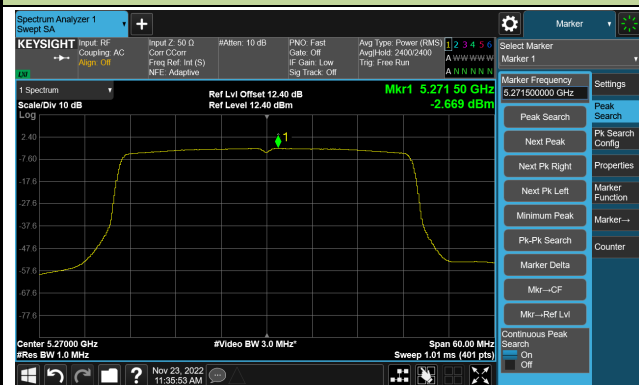 Spectrum Analyzer 1
Swept SA
Marker
KEYSIGHT
Input: RF
Coupling: AC
Align: Off
Input Z: 50 Ω
Corr CCorr
Freq Ref: Int (S)
NFE: Adaptive
#Atten: 10 dB
PNO: Fast
Gate: Off
IF Gain: Low
Sig Track: Off
Avg Type: Power (RMS)
Avg|Hold: 2400/2400
Trig: Free Run
1 2 3 4 5 6
A W W W W W
A N N N N N
LXI
Select Marker
Marker 1
1 Spectrum
Scale/Div 10 dB
Ref Lvl Offset 12.40 dB
Ref Level 12.40 dBm
Mkr1 5.271 50 GHz
-2.669 dBm
Log
2.40
-7.60
-17.6
-27.6
-37.6
-47.6
-57.6
-67.6
-77.6
1
Center 5.27000 GHz
#Res BW 1.0 MHz
#Video BW 3.0 MHz*
Span 60.00 MHz
Sweep 1.01 ms (401 pts)
Marker Frequency
5.271500000 GHz
Peak Search
Next Peak
Next Pk Right
Next Pk Left
Minimum Peak
Pk-Pk Search
Marker Delta
Mkr→CF
Mkr→Ref Lvl
Continuous Peak
Search
On
Off
Settings
Peak
Search
Pk Search
Config
Properties
Marker
Function
Marker→
Counter
?
Nov 23, 2022
11:35:53 AM